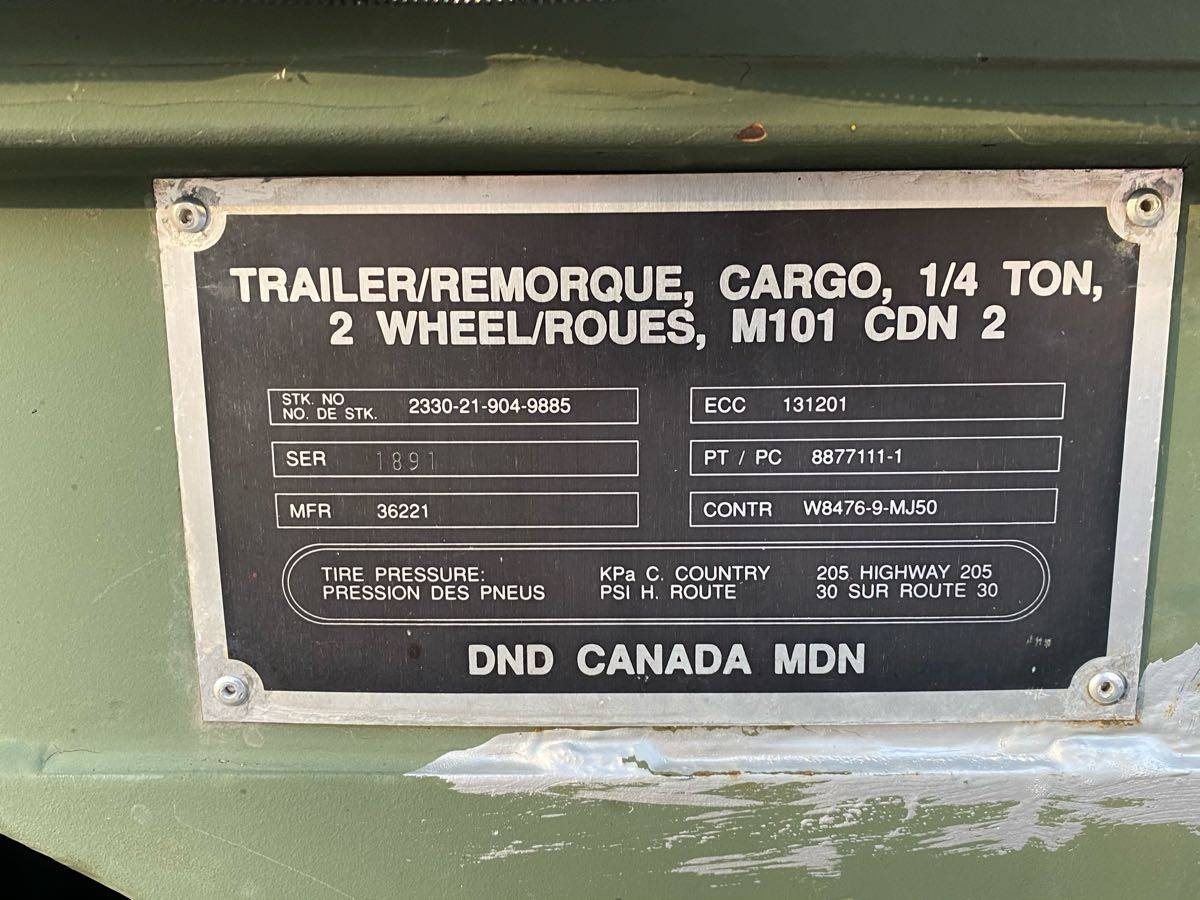 TRAILER/REMORQUE, CARGO, 1/4 TON,
2 WHEEL/ROUES, M101 CDN 2
STK. NO
NO. DE STK. 2330-21-904-9885
ECC 131201
SER 1891
PT / PC 8877111-1
MFR 36221
CONTR W8476-9-MJ50
TIRE PRESSURE: KPa C. COUNTRY 205 HIGHWAY 205
PRESSION DES PNEUS PSI H. ROUTE 30 SUR ROUTE 30
DND CANADA MDN